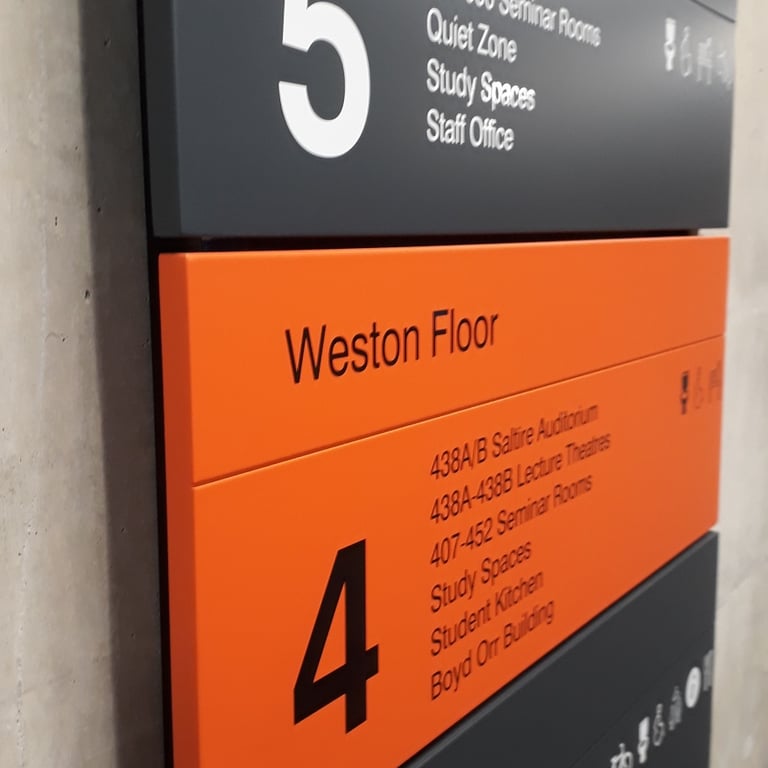 5
Seminar Rooms
Quiet Zone
Study Spaces
Staff Office
Weston Floor
4
438A/B Saltire Auditorium
438A-438B Lecture Theatres
407-452 Seminar Rooms
Study Spaces
Student Kitchen
Boyd Orr Building